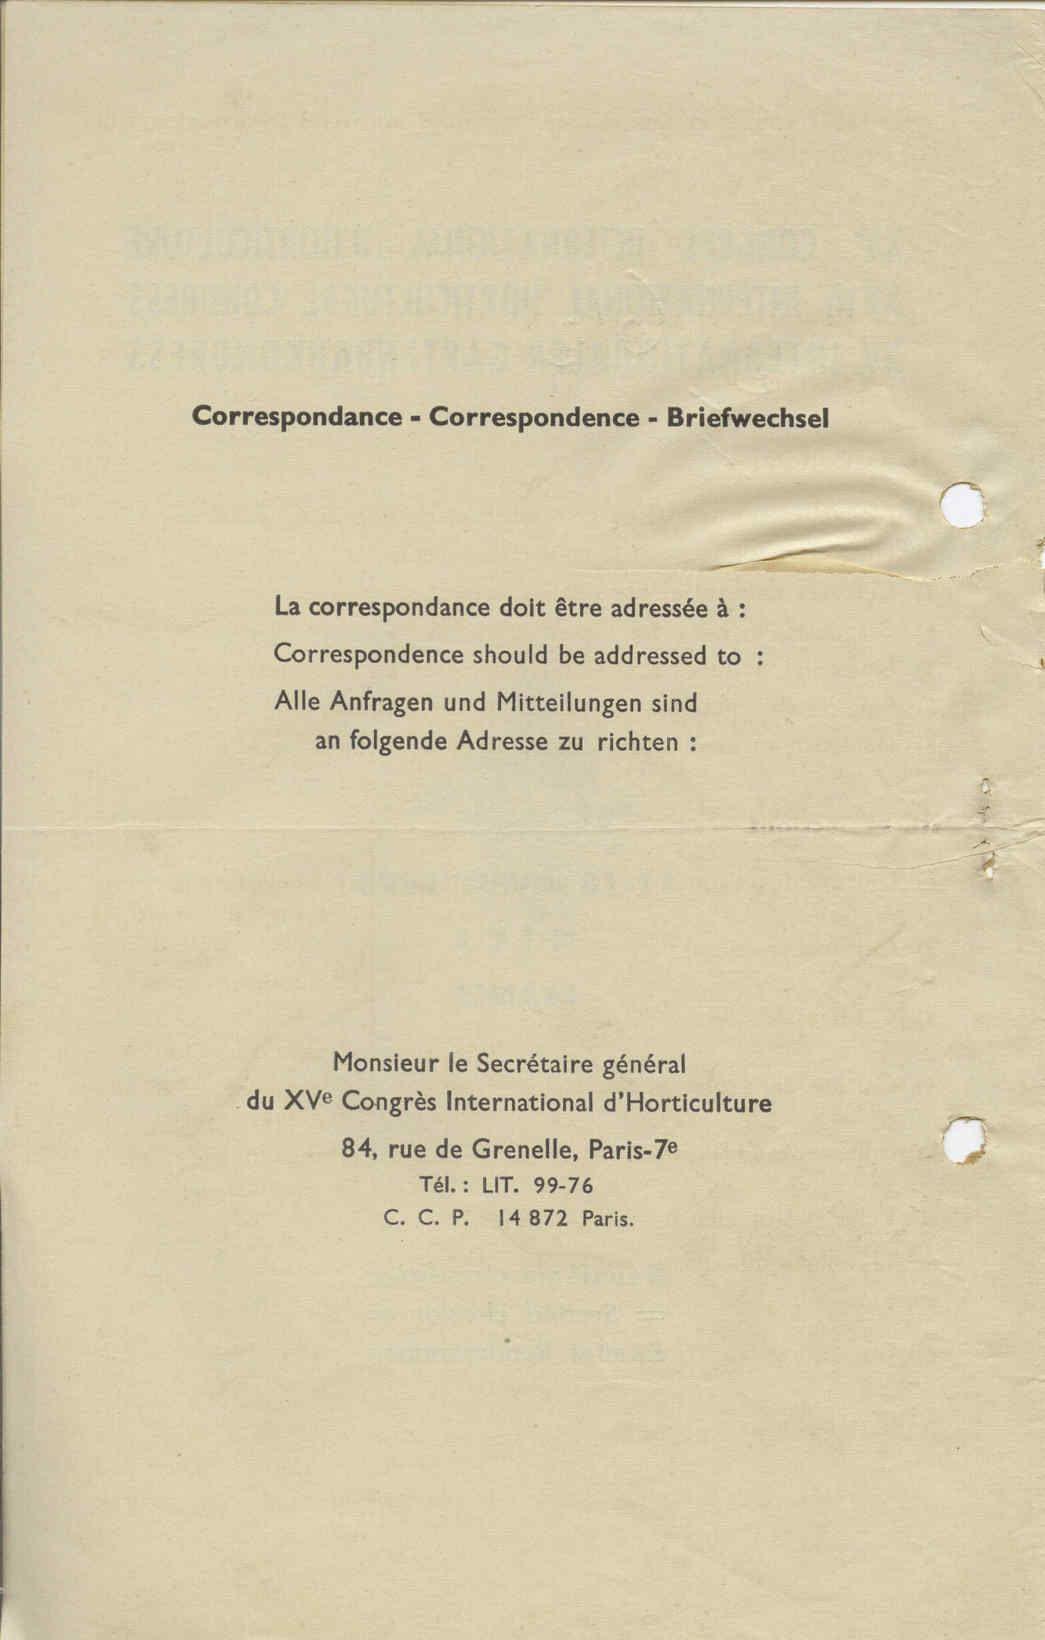 Correspondance - Correspondence - Briefwechsel
La correspondance doit être adressée à :
Correspondence should be addressed to :
Alle Anfragen und Mitteilungen sind
an folgende Adresse zu richten :
Monsieur le Secrétaire général
du XVe Congrès International d'Horticulture
84, rue de Grenelle, Paris-7e
Tél. : LIT. 99-76
C. C. P. 14 872 Paris.